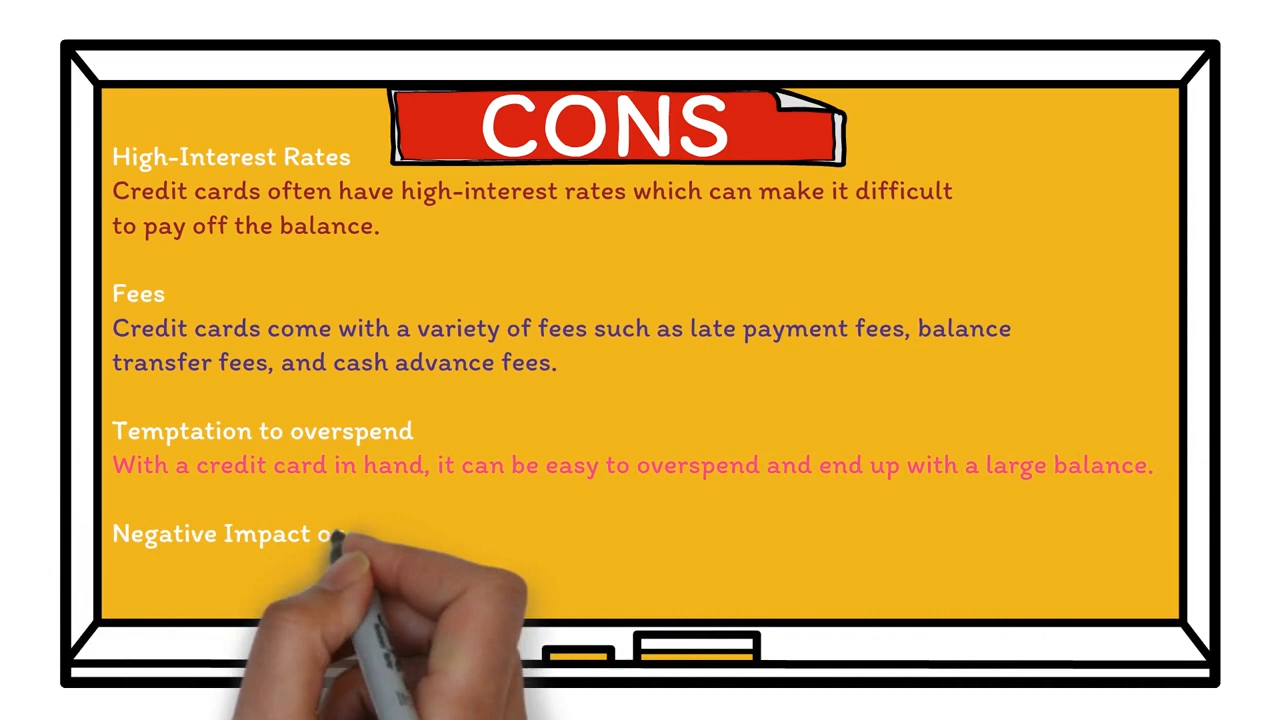 CONS
High-Interest Rates
Credit cards often have high-interest rates which can make it difficult
to pay off the balance.
Fees
Credit cards come with a variety of fees such as late payment fees, balance
transfer fees, and cash advance fees.
Temptation to overspend
With a credit card in hand, it can be easy to overspend and end up with a large balance.
Negative Impact